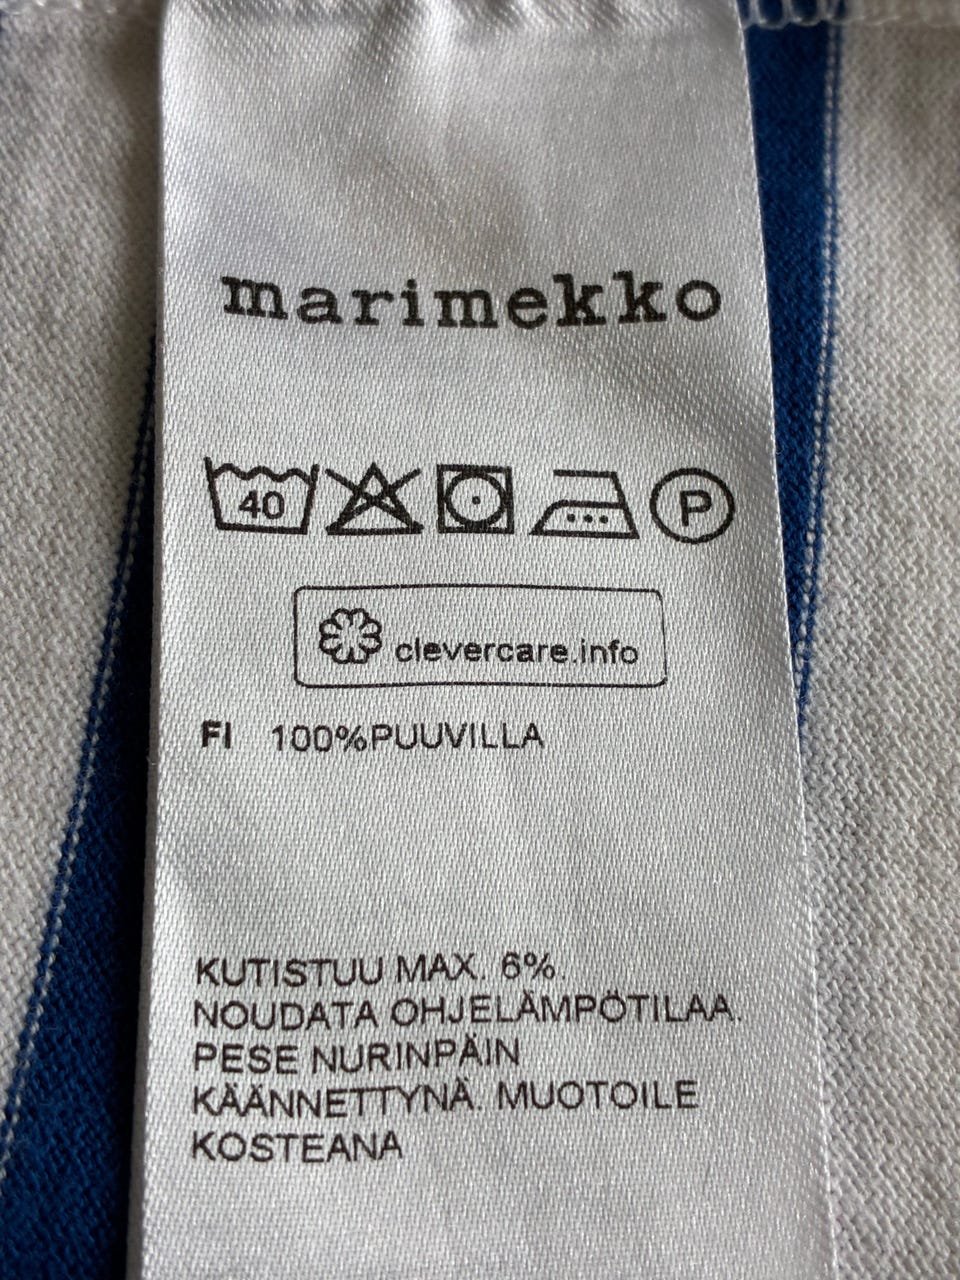 marimekko
40 P
clevercare.info
FI 100%PUUVILLA
KUTISTUU MAX. 6%.
NOUDATA OHJELÄMPÖTILAA.
PESE NURINPÄIN
KÄÄNNETTYNÄ. MUOTOILE
KOSTEANA